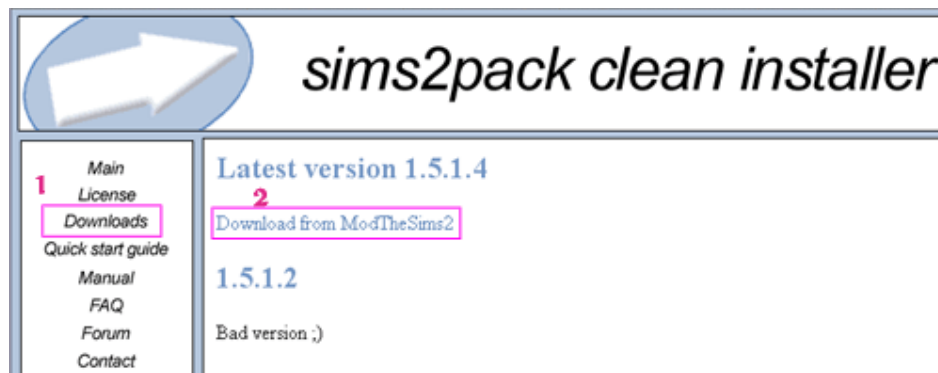 sims2pack clean installer
Main
1
License
Downloads
Quick start guide
Manual
FAQ
Forum
Contact
Latest version 1.5.1.4
2
Download from ModTheSims2
1.5.1.2
Bad version ;)